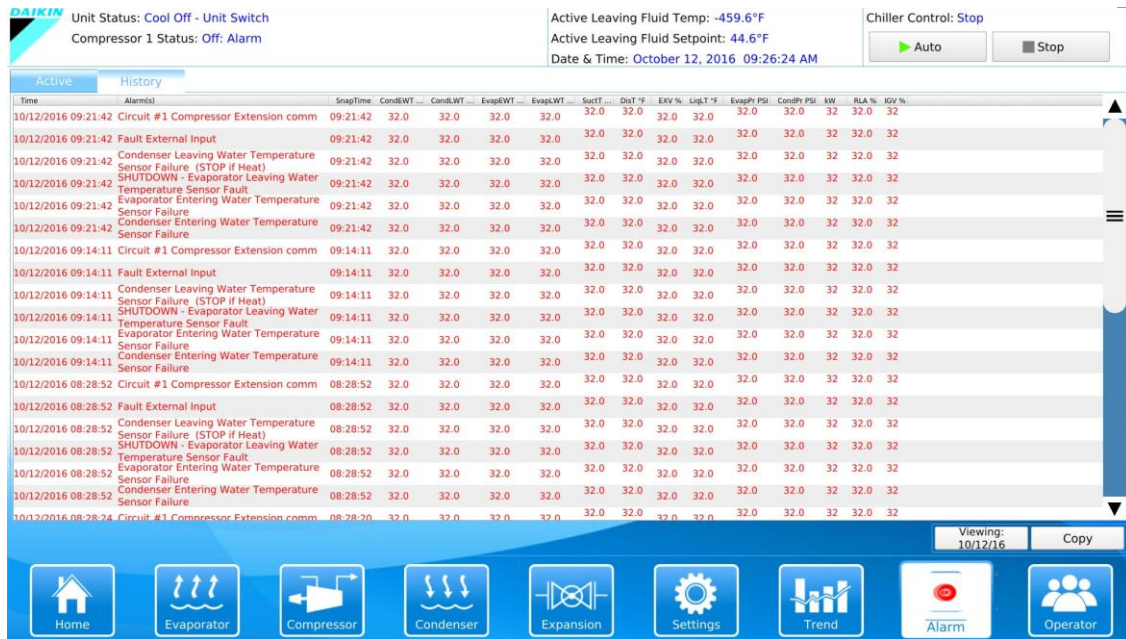 DAIKIN
Unit Status: Cool Off - Unit Switch
Compressor 1 Status: Off: Alarm
Active Leaving Fluid Temp: -459.6°F
Active Leaving Fluid Setpoint: 44.6°F
Date & Time: October 12, 2016 09:26:24 AM
Chiller Control: Stop
Auto Stop
Active History
Time Alarm(s) SnapTime CondEWT ... CondLWT ... EvapEWT ... EvapLWT ... SuctT ... DisT °F EXV % LiqLT °F EvapPr PSI CondPr PSI kW RLA % IGV %
10/12/2016 09:21:42 Circuit #1 Compressor Extension comm 09:21:42 32.0 32.0 32.0 32.0 32.0 32.0 32.0 32.0 32.0 32.0 32 32.0 32
10/12/2016 09:21:42 Fault External Input 09:21:42 32.0 32.0 32.0 32.0 32.0 32.0 32.0 32.0 32.0 32.0 32 32.0 32
10/12/2016 09:21:42 Condenser Leaving Water Temperature
Sensor Failure (STOP if Heat) 09:21:42 32.0 32.0 32.0 32.0 32.0 32.0 32.0 32.0 32.0 32.0 32 32.0 32
10/12/2016 09:21:42 SHUTDOWN - Evaporator Leaving Water
Temperature Sensor Fault 09:21:42 32.0 32.0 32.0 32.0 32.0 32.0 32.0 32.0 32.0 32.0 32 32.0 32
10/12/2016 09:21:42 Evaporator Entering Water Temperature
Sensor Failure 09:21:42 32.0 32.0 32.0 32.0 32.0 32.0 32.0 32.0 32.0 32.0 32 32.0 32
10/12/2016 09:21:42 Condenser Entering Water Temperature
Sensor Failure 09:21:42 32.0 32.0 32.0 32.0 32.0 32.0 32.0 32.0 32.0 32.0 32 32.0 32
10/12/2016 09:14:11 Circuit #1 Compressor Extension comm 09:14:11 32.0 32.0 32.0 32.0 32.0 32.0 32.0 32.0 32.0 32.0 32 32.0 32
10/12/2016 09:14:11 Fault External Input 09:14:11 32.0 32.0 32.0 32.0 32.0 32.0 32.0 32.0 32.0 32.0 32 32.0 32
10/12/2016 09:14:11 Condenser Leaving Water Temperature
Sensor Failure (STOP if Heat) 09:14:11 32.0 32.0 32.0 32.0 32.0 32.0 32.0 32.0 32.0 32.0 32 32.0 32
10/12/2016 09:14:11 SHUTDOWN - Evaporator Leaving Water
Temperature Sensor Fault 09:14:11 32.0 32.0 32.0 32.0 32.0 32.0 32.0 32.0 32.0 32.0 32 32.0 32
10/12/2016 09:14:11 Evaporator Entering Water Temperature
Sensor Failure 09:14:11 32.0 32.0 32.0 32.0 32.0 32.0 32.0 32.0 32.0 32.0 32 32.0 32
10/12/2016 09:14:11 Condenser Entering Water Temperature
Sensor Failure 09:14:11 32.0 32.0 32.0 32.0 32.0 32.0 32.0 32.0 32.0 32.0 32 32.0 32
10/12/2016 08:28:52 Circuit #1 Compressor Extension comm 08:28:52 32.0 32.0 32.0 32.0 32.0 32.0 32.0 32.0 32.0 32.0 32 32.0 32
10/12/2016 08:28:52 Fault External Input 08:28:52 32.0 32.0 32.0 32.0 32.0 32.0 32.0 32.0 32.0 32.0 32 32.0 32
10/12/2016 08:28:52 Condenser Leaving Water Temperature
Sensor Failure (STOP if Heat) 08:28:52 32.0 32.0 32.0 32.0 32.0 32.0 32.0 32.0 32.0 32.0 32 32.0 32
10/12/2016 08:28:52 SHUTDOWN - Evaporator Leaving Water
Temperature Sensor Fault 08:28:52 32.0 32.0 32.0 32.0 32.0 32.0 32.0 32.0 32.0 32.0 32 32.0 32
10/12/2016 08:28:52 Evaporator Entering Water Temperature
Sensor Failure 08:28:52 32.0 32.0 32.0 32.0 32.0 32.0 32.0 32.0 32.0 32.0 32 32.0 32
10/12/2016 08:28:52 Condenser Entering Water Temperature
Sensor Failure 08:28:52 32.0 32.0 32.0 32.0 32.0 32.0 32.0 32.0 32.0 32.0 32 32.0 32
10/12/2016 08:28:24 Circuit #1 Compressor Extension comm 08:28:20 32.0 32.0 32.0 32.0 32.0 32.0 32.0 32.0 32.0 32.0 32 32.0 32
Viewing:
10/12/16
Copy
Home Evaporator Compressor Condenser Expansion Settings Trend Alarm Operator